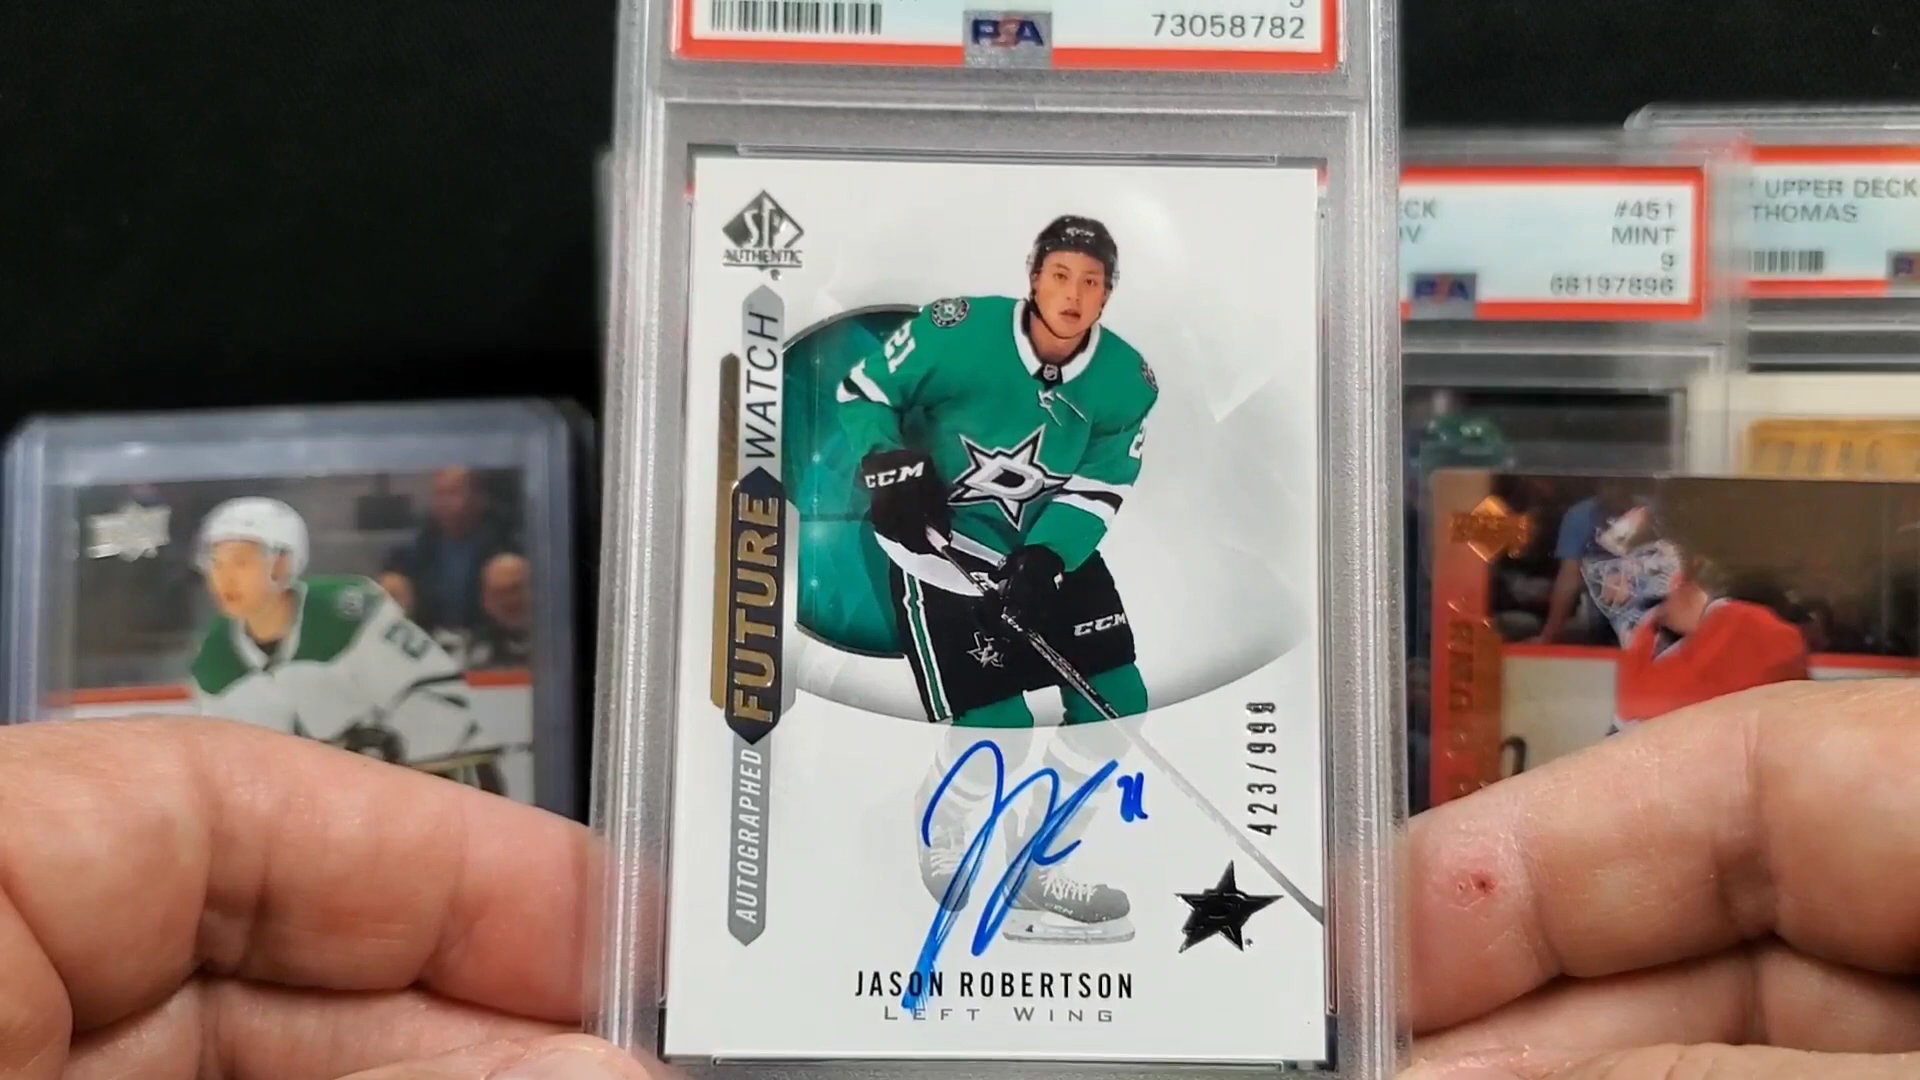 73058782
PSA
SP
AUTHENTIC
AUTOGRAPHED FUTURE WATCH
21
CCM
CCM
423/999
JASON ROBERTSON
LEFT WING
#451
MINT
9
PSA
68197896
UPPER DECK
THOMAS